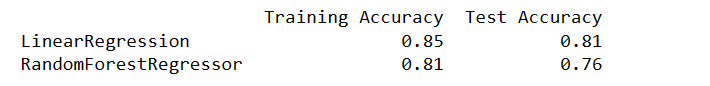 Training Accuracy Test Accuracy
LinearRegression 0.85 0.81
RandomForestRegressor 0.81 0.76